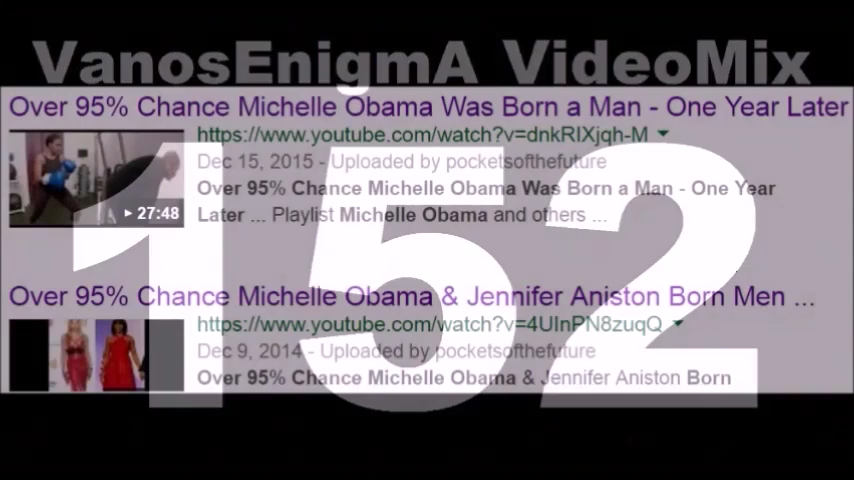 VanosEnigmA VideoMix
Over 95% Chance Michelle Obama Was Born a Man - One Year Later
https://www.youtube.com/watch?v=dnkRIXjqh-M
Dec 15, 2015 - Uploaded by pocketsofthefuture
Over 95% Chance Michelle Obama Was Born a Man - One Year
27:48
Later ... Playlist Michelle Obama and others ...
152
Over 95% Chance Michelle Obama & Jennifer Aniston Born Men ...
https://www.youtube.com/watch?v=4UInPN8zuqQ
Dec 9, 2014 - Uploaded by pocketsofthefuture
Over 95% Chance Michelle Obama & Jennifer Aniston Born